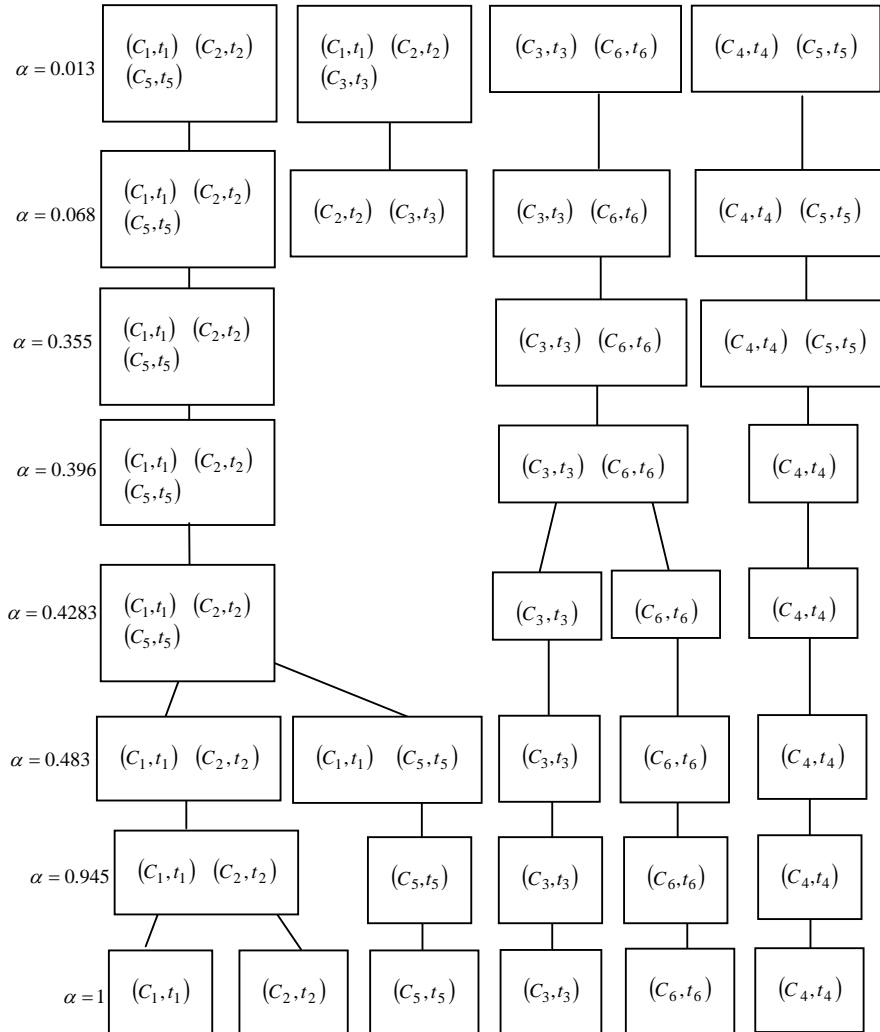 α = 0.013
(C₁,t₁) (C₂,t₂)
(C₅,t₅)
(C₁,t₁) (C₂,t₂)
(C₃,t₃)
(C₃,t₃) (C₆,t₆)
(C₄,t₄) (C₅,t₅)
α = 0.068
(C₁,t₁) (C₂,t₂)
(C₅,t₅)
(C₂,t₂) (C₃,t₃)
(C₃,t₃) (C₆,t₆)
(C₄,t₄) (C₅,t₅)
α = 0.355
(C₁,t₁) (C₂,t₂)
(C₅,t₅)
(C₃,t₃) (C₆,t₆)
(C₄,t₄) (C₅,t₅)
α = 0.396
(C₁,t₁) (C₂,t₂)
(C₅,t₅)
(C₃,t₃) (C₆,t₆)
(C₄,t₄)
α = 0.4283
(C₁,t₁) (C₂,t₂)
(C₅,t₅)
(C₃,t₃)
(C₆,t₆)
(C₄,t₄)
α = 0.483
(C₁,t₁) (C₂,t₂)
(C₁,t₁) (C₅,t₅)
(C₃,t₃)
(C₆,t₆)
(C₄,t₄)
α = 0.945
(C₁,t₁) (C₂,t₂)
(C₅,t₅)
(C₃,t₃)
(C₆,t₆)
(C₄,t₄)
α = 1
(C₁,t₁)
(C₂,t₂)
(C₅,t₅)
(C₃,t₃)
(C₆,t₆)
(C₄,t₄)